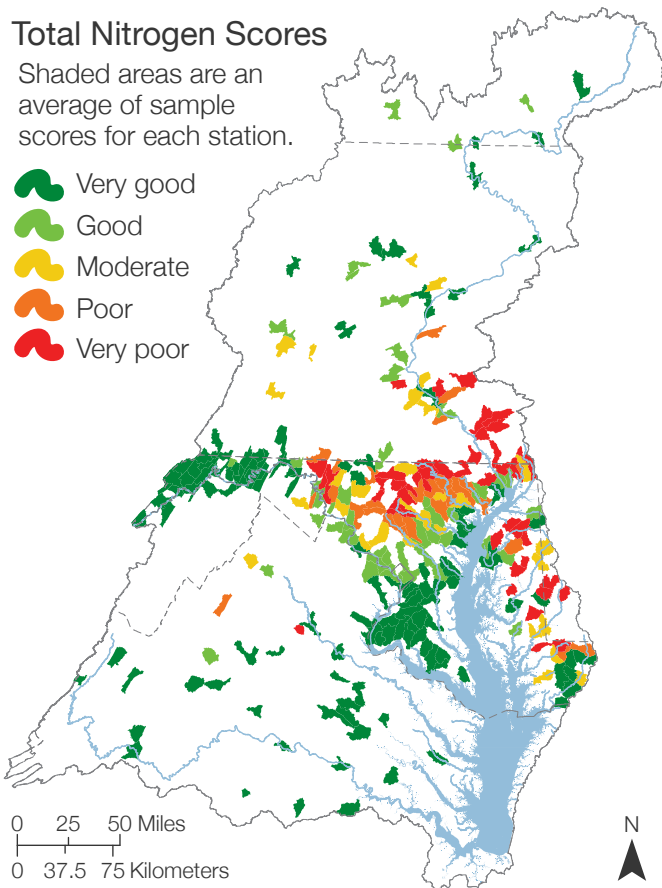 Total Nitrogen Scores
Shaded areas are an
average of sample
scores for each station.
Very good
Good
Moderate
Poor
Very poor
0 25 50 Miles
0 37.5 75 Kilometers
N